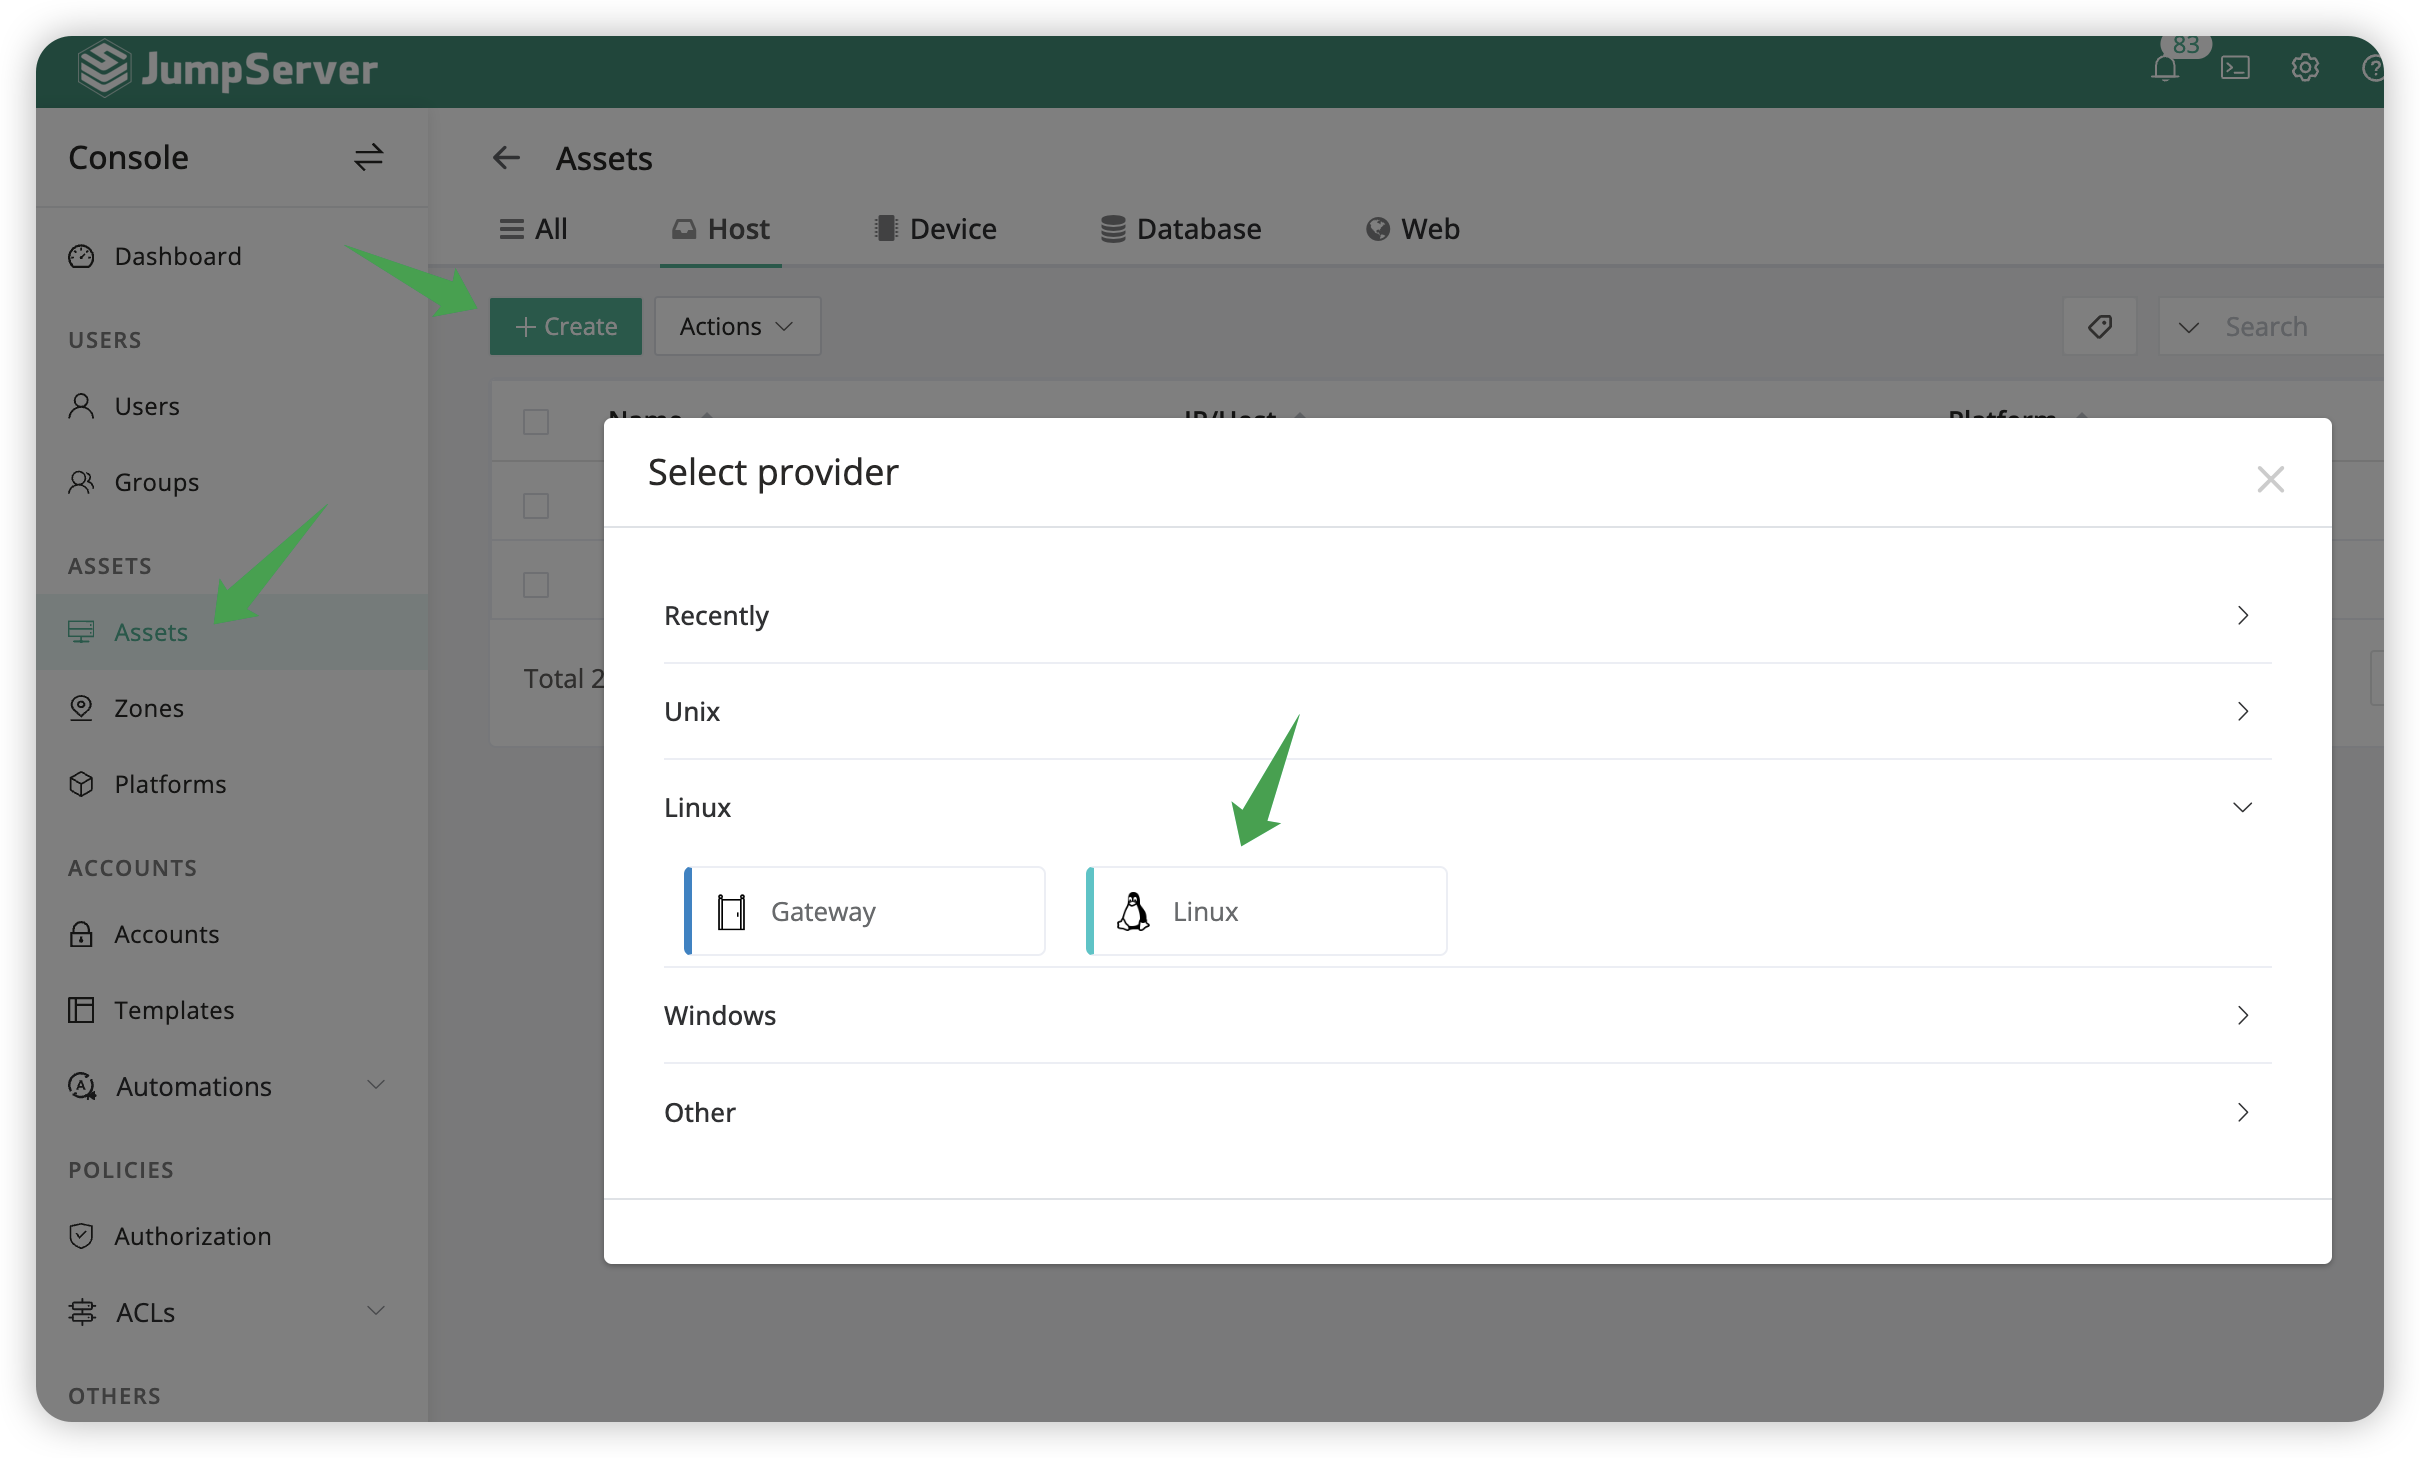 JumpServer
83
Console
Assets
All
Host
Device
Database
Web
Dashboard
Create
Actions
Search
USERS
Users
Groups
Name
IP/Host
Platform
ASSETS
Assets
Zones
Platforms
Total 2
ACCOUNTS
Accounts
Templates
Automations
POLICIES
Authorization
ACLs
OTHERS
Select provider
Recently
Unix
Linux
Gateway
Linux
Windows
Other